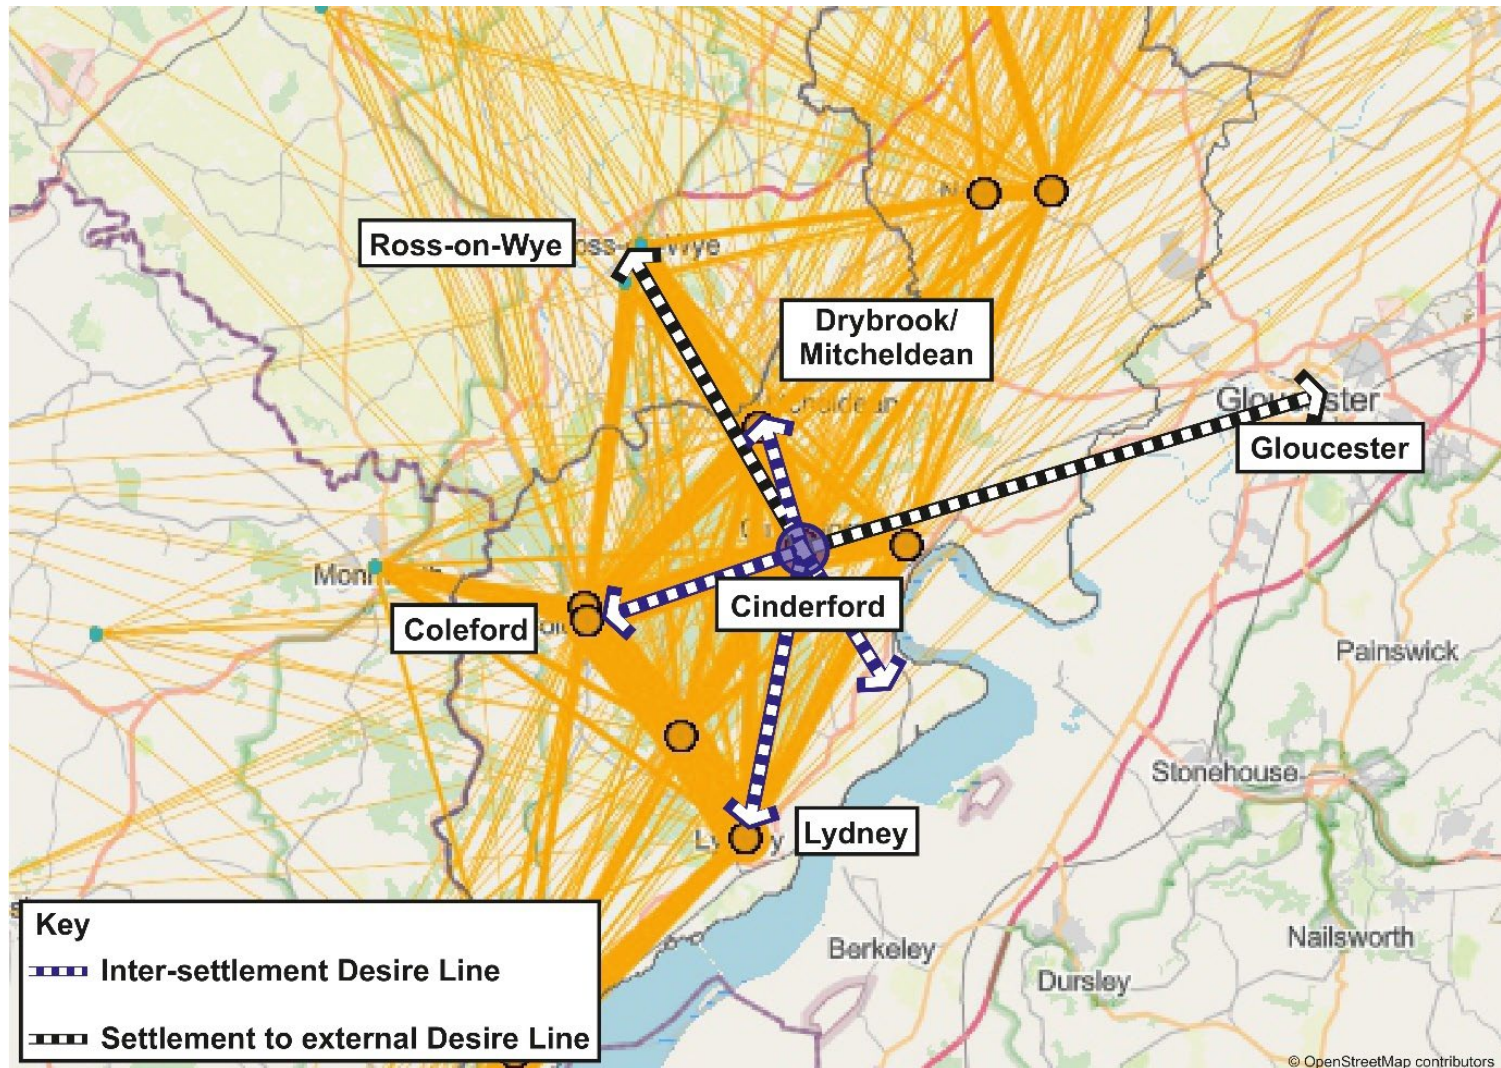 Ross-on-Wye
Drybrook/
Mitcheldean
Gloucester
Gloucester
Cinderford
Coleford
Painswick
Stonehouse
Lydney
Berkeley
Nailsworth
Dursley
Key
Inter-settlement Desire Line
Settlement to external Desire Line
© OpenStreetMap contributors